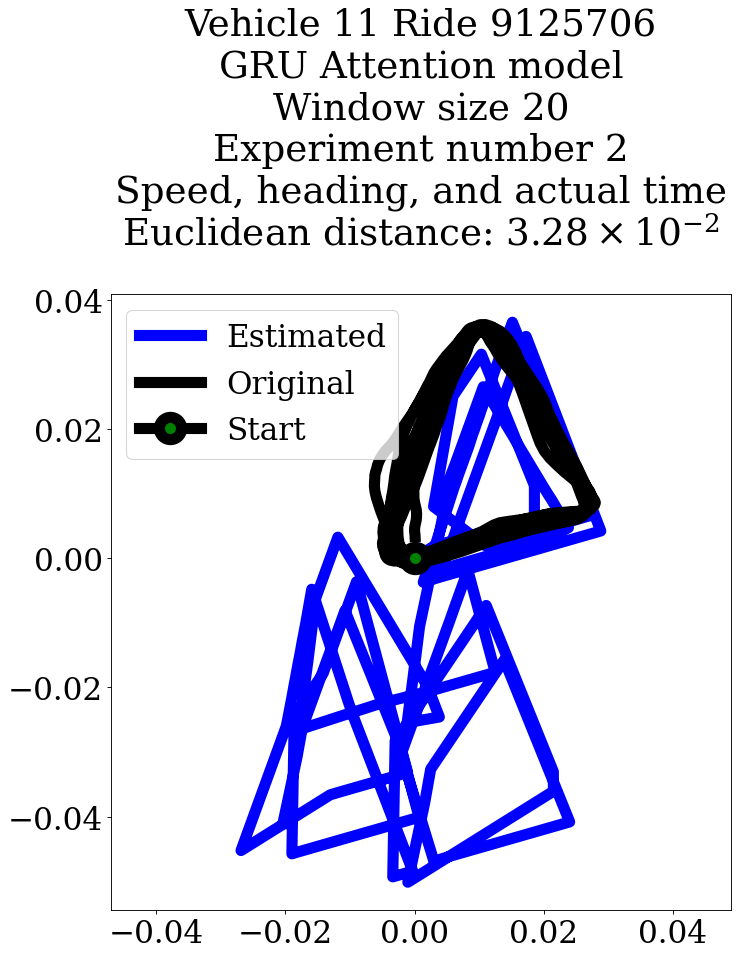 Vehicle 11 Ride 9125706
GRU Attention model
Window size 20
Experiment number 2
Speed, heading, and actual time
Euclidean distance: 3.28 × 10⁻²
0.04
0.02
0.00
−0.02
−0.04
Estimated
Original
Start
−0.04 −0.02 0.00 0.02 0.04